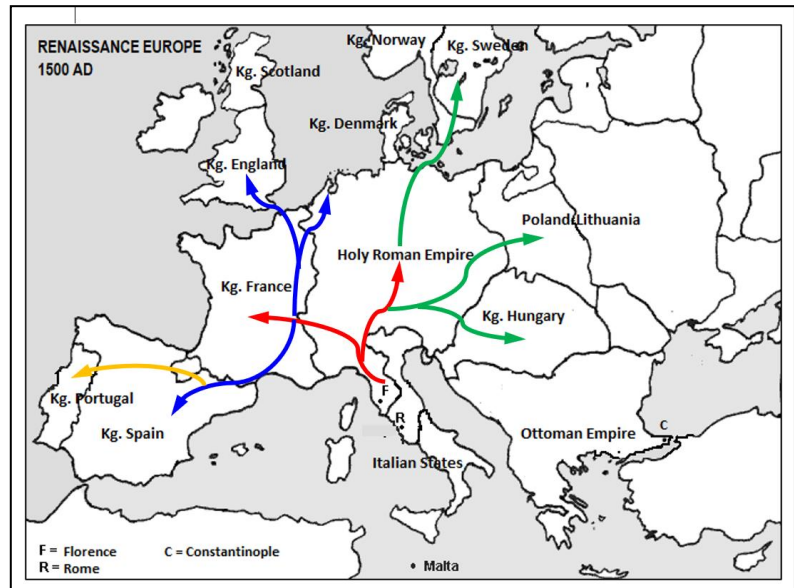 RENAISSANCE EUROPE
1500 AD
Kg. Norway
Kg. Sweden
Kg. Scotland
Kg. Denmark
Kg. England
Poland/Lithuania
Holy Roman Empire
Kg. France
Kg. Hungary
Kg. Portugal
F
Kg. Spain
R
Ottoman Empire
C
Italian States
F = Florence
C = Constantinople
R = Rome
Malta